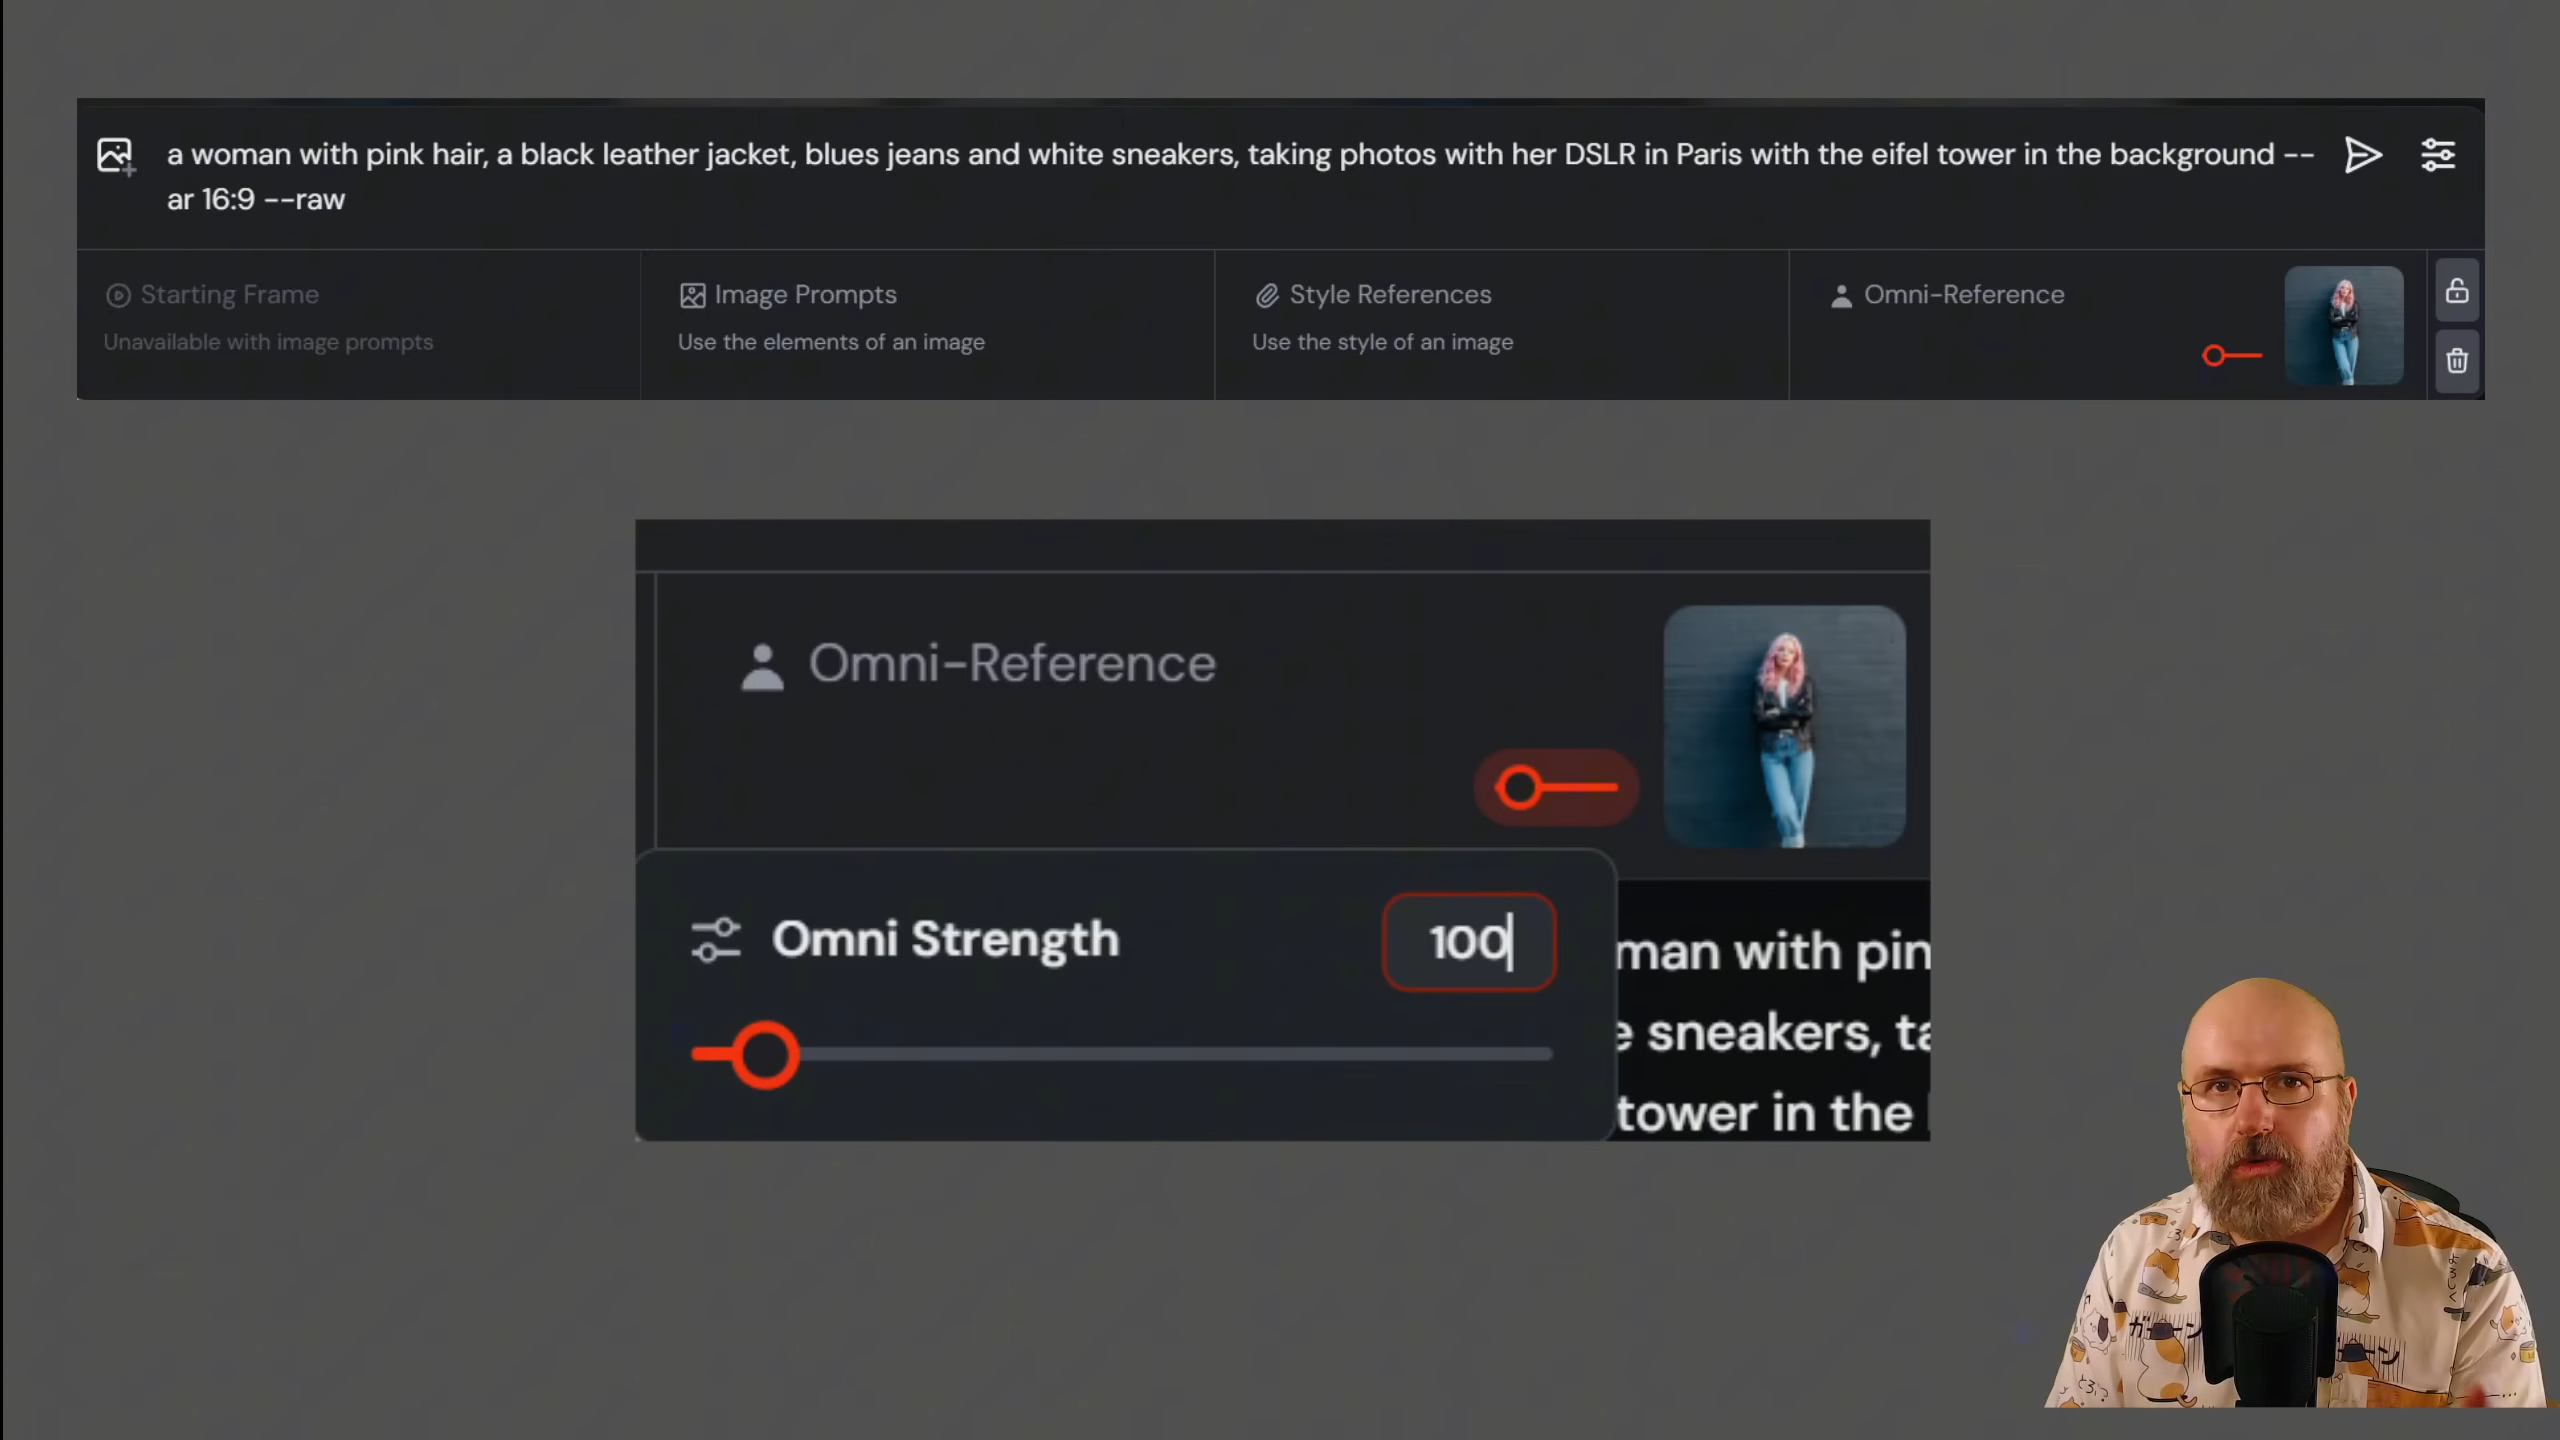 a woman with pink hair, a black leather jacket, blues jeans and white sneakers, taking photos with her DSLR in Paris with the eifel tower in the background --
ar 16:9 --raw
Starting Frame
Unavailable with image prompts
Image Prompts
Use the elements of an image
Style References
Use the style of an image
Omni-Reference
Omni-Reference
Omni Strength
100
man with pin
e sneakers, ta
tower in the
ガーン